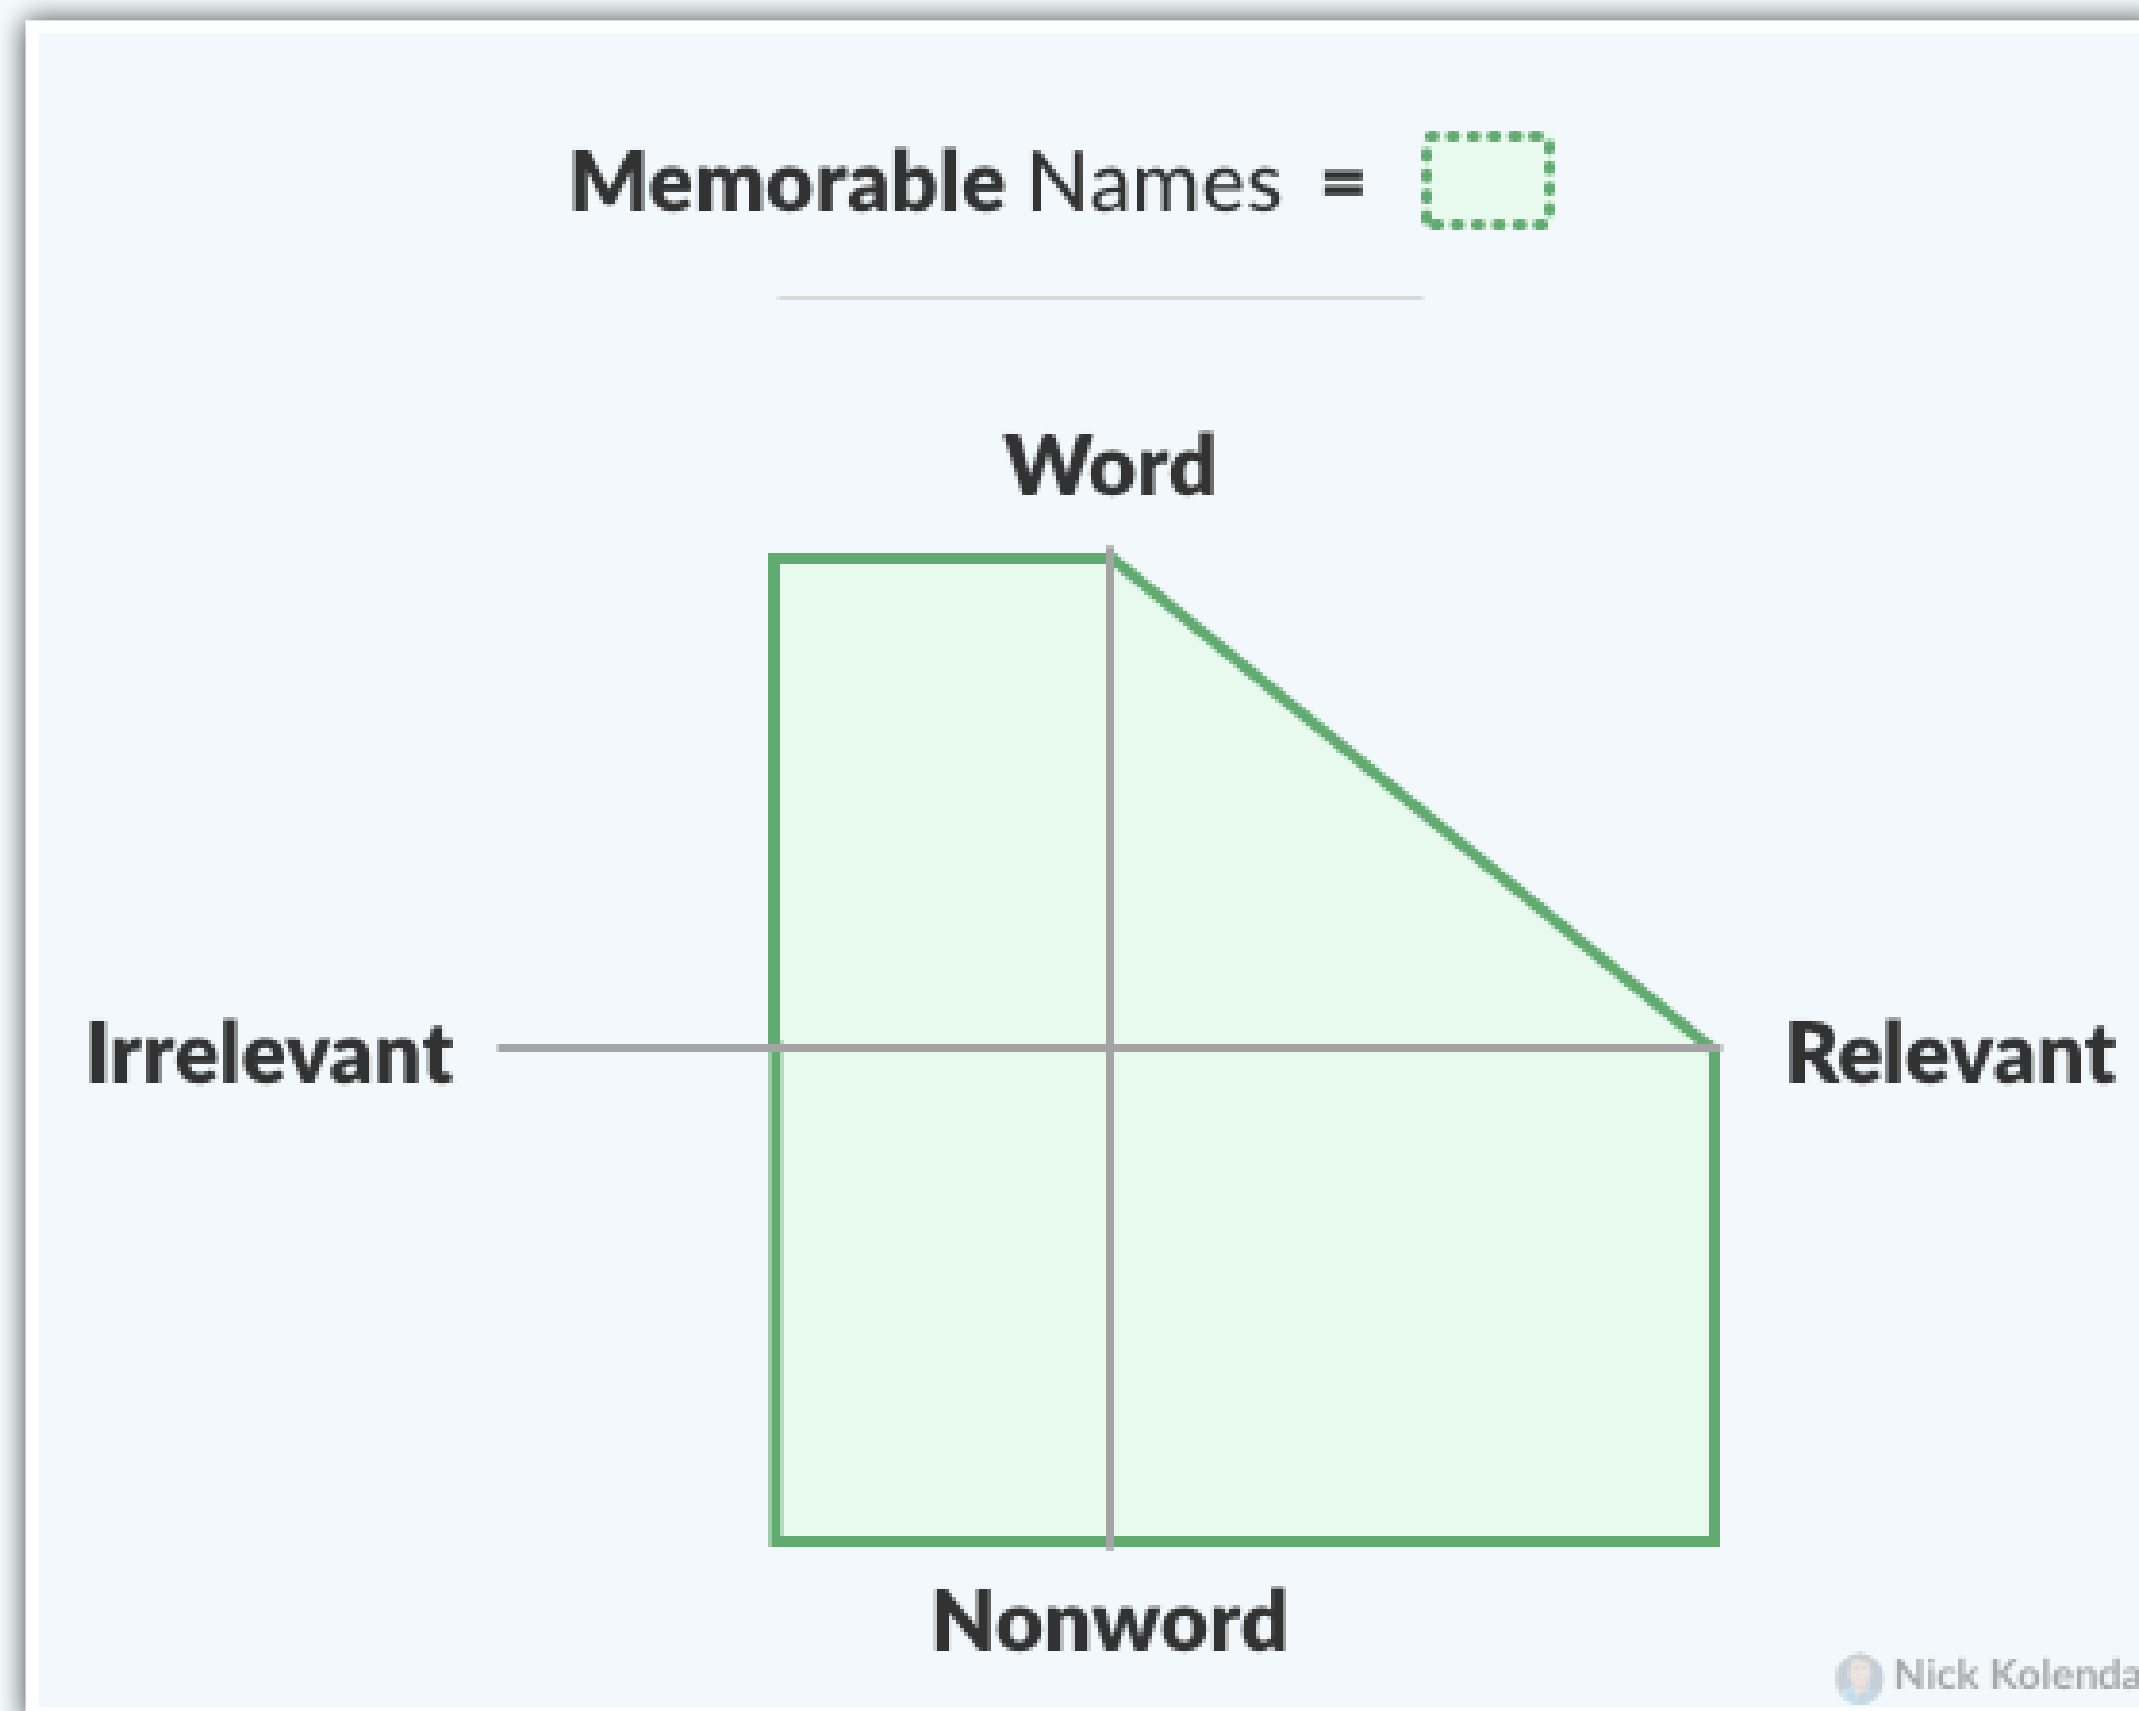 Memorable Names =
Word
Irrelevant
Relevant
Nonword
Nick Kolenda